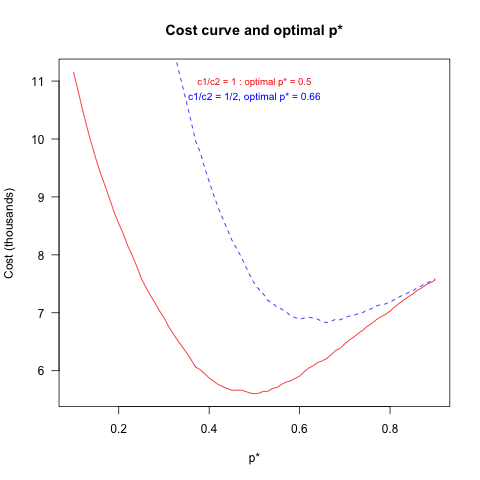 Cost curve and optimal p*
c1/c2 = 1 : optimal p* = 0.5
c1/c2 = 1/2, optimal p* = 0.66
Cost (thousands)
11
10
9
8
7
6
0.2 0.4 0.6 0.8
p*